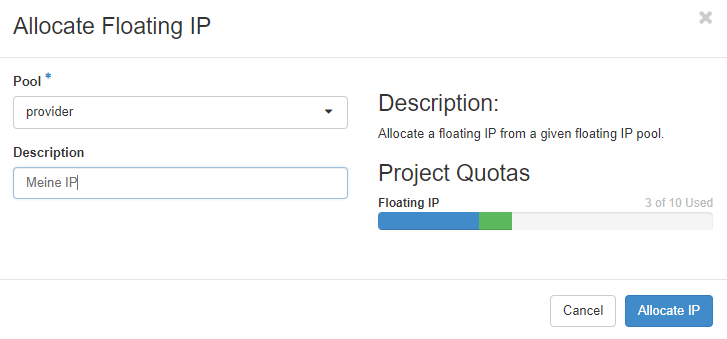 Allocate Floating IP
×
Pool *
provider
Description
Meine IP
Description:
Allocate a floating IP from a given floating IP pool.
Project Quotas
Floating IP 3 of 10 Used
Cancel
Allocate IP